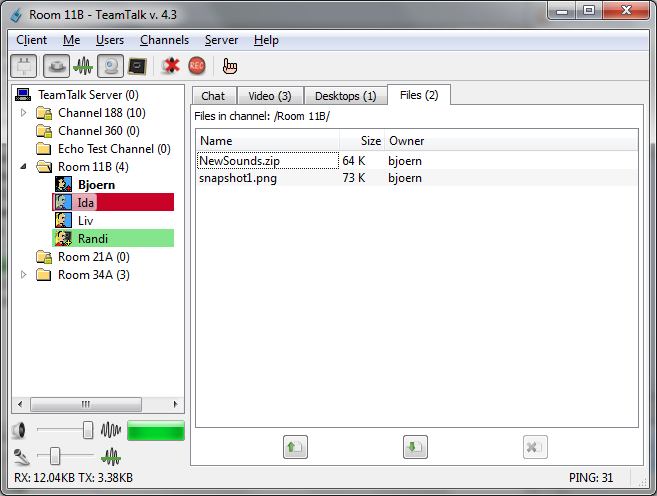 Room 11B - TeamTalk v. 4.3
Client Me Users Channels Server Help
REC
TeamTalk Server (0)
Channel 188 (10)
Channel 360 (0)
Echo Test Channel (0)
Room 11B (4)
Bjoern
Ida
Liv
Randi
Room 21A (0)
Room 34A (3)
Chat Video (3) Desktops (1) Files (2)
Files in channel: /Room 11B/
Name Size Owner
NewSounds.zip 64 K bjoern
snapshot1.png 73 K bjoern
RX: 12.04KB TX: 3.38KB PING: 31